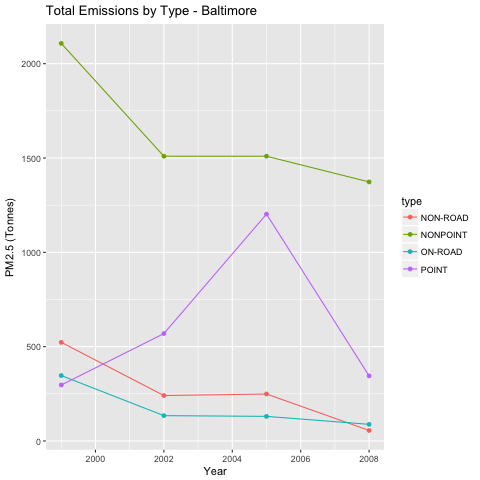 Total Emissions by Type - Baltimore
PM2.5 (Tonnes)
2000
1500
1000
500
0
2000
2002
2004
2006
2008
Year
type
NON-ROAD
NONPOINT
ON-ROAD
POINT